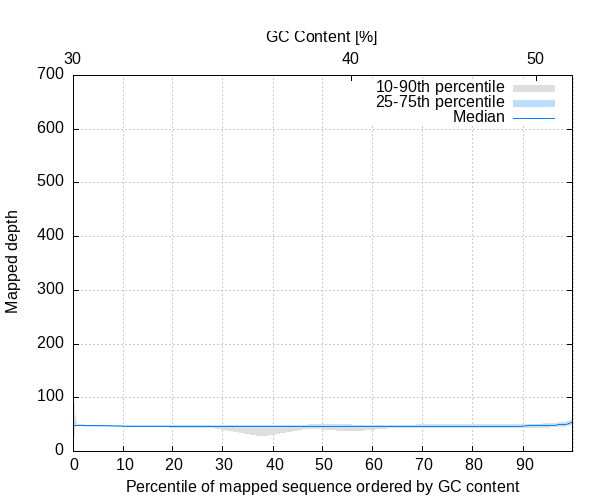 GC Content [%]
30 40 50
700
10-90th percentile
25-75th percentile
Median
600
500
400
300
200
100
0
Mapped depth
0 10 20 30 40 50 60 70 80 90
Percentile of mapped sequence ordered by GC content